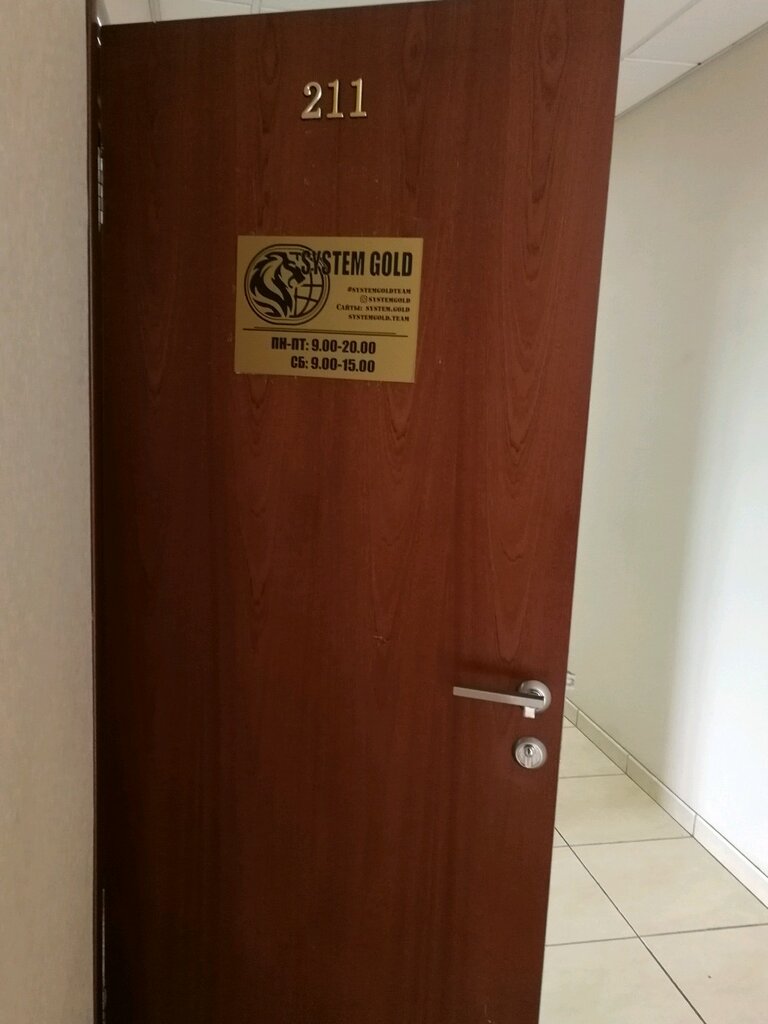 211
SYSTEM GOLD
#SYSTEMGOLDTEAM
@SYSTEMGOLD
САЙТЫ: SYSTEM.GOLD
SYSTEMGOLD.TEAM
ПН-ПТ: 9.00-20.00
СБ: 9.00-15.00